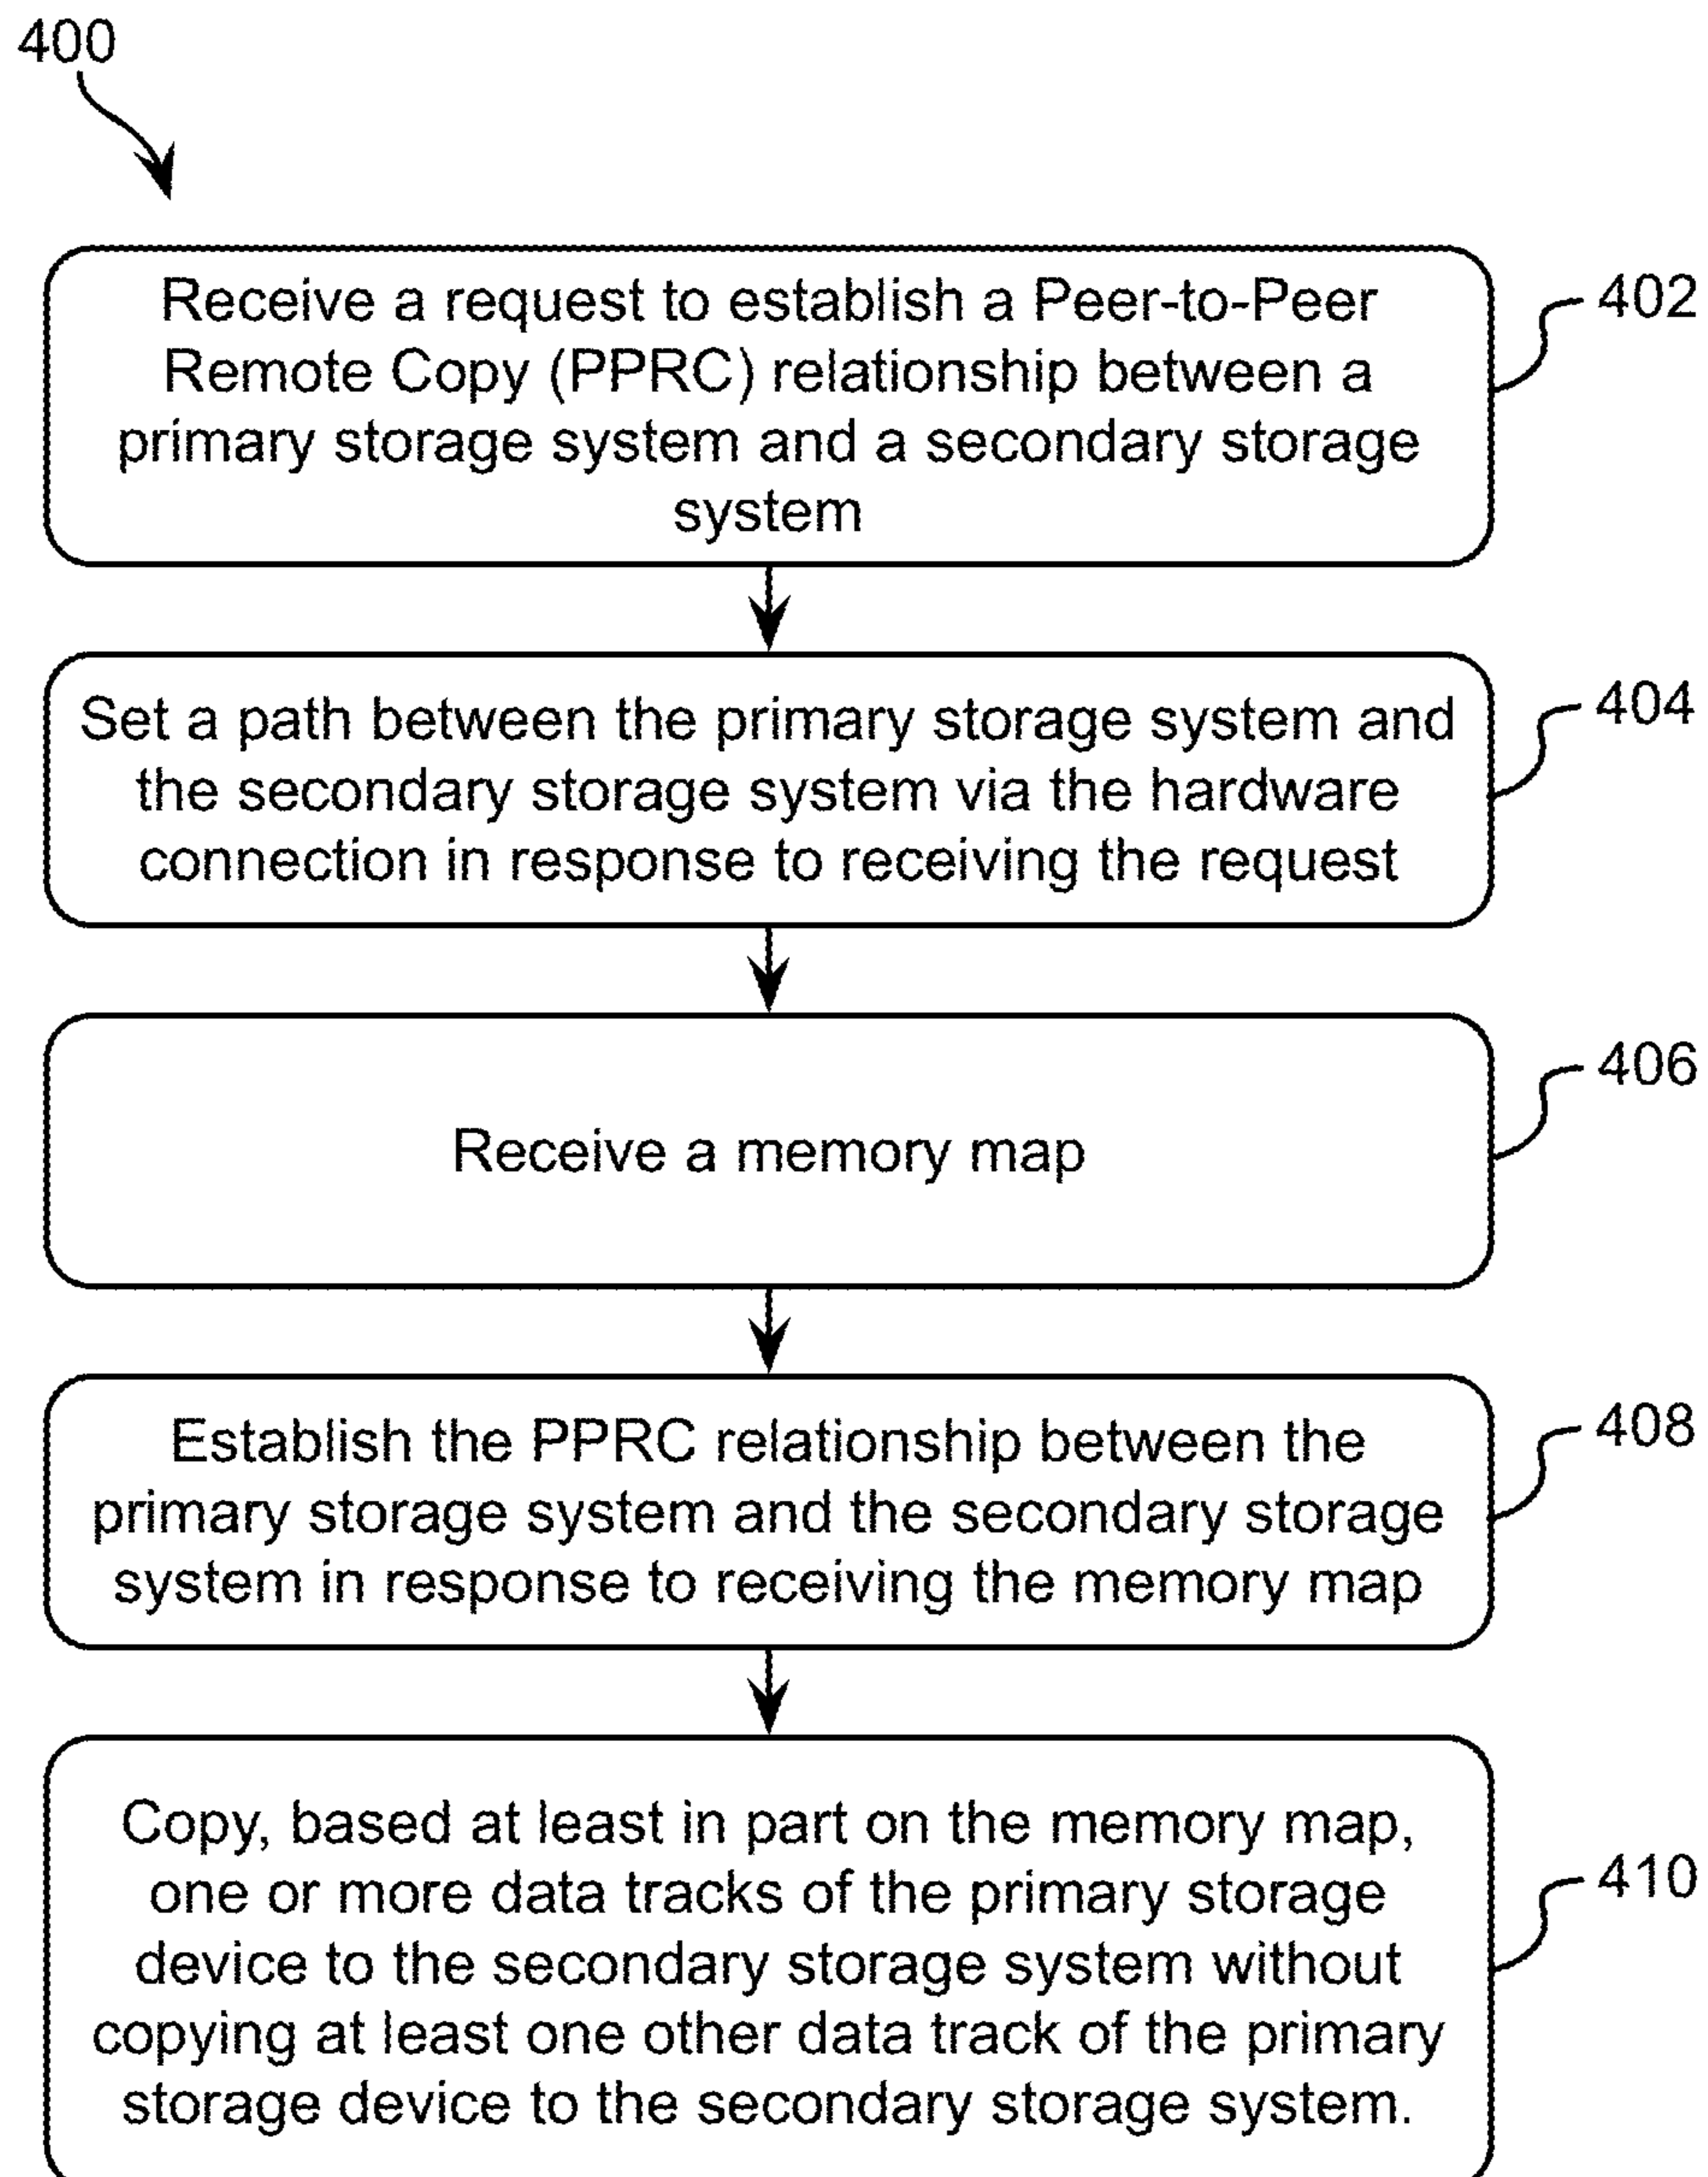 400
Receive a request to establish a Peer-to-Peer
Remote Copy (PPRC) relationship between a
primary storage system and a secondary storage
system
402
Set a path between the primary storage system and
the secondary storage system via the hardware
connection in response to receiving the request
404
Receive a memory map
406
Establish the PPRC relationship between the
primary storage system and the secondary storage
system in response to receiving the memory map
408
Copy, based at least in part on the memory map,
one or more data tracks of the primary storage
device to the secondary storage system without
copying at least one other data track of the primary
storage device to the secondary storage system.
410